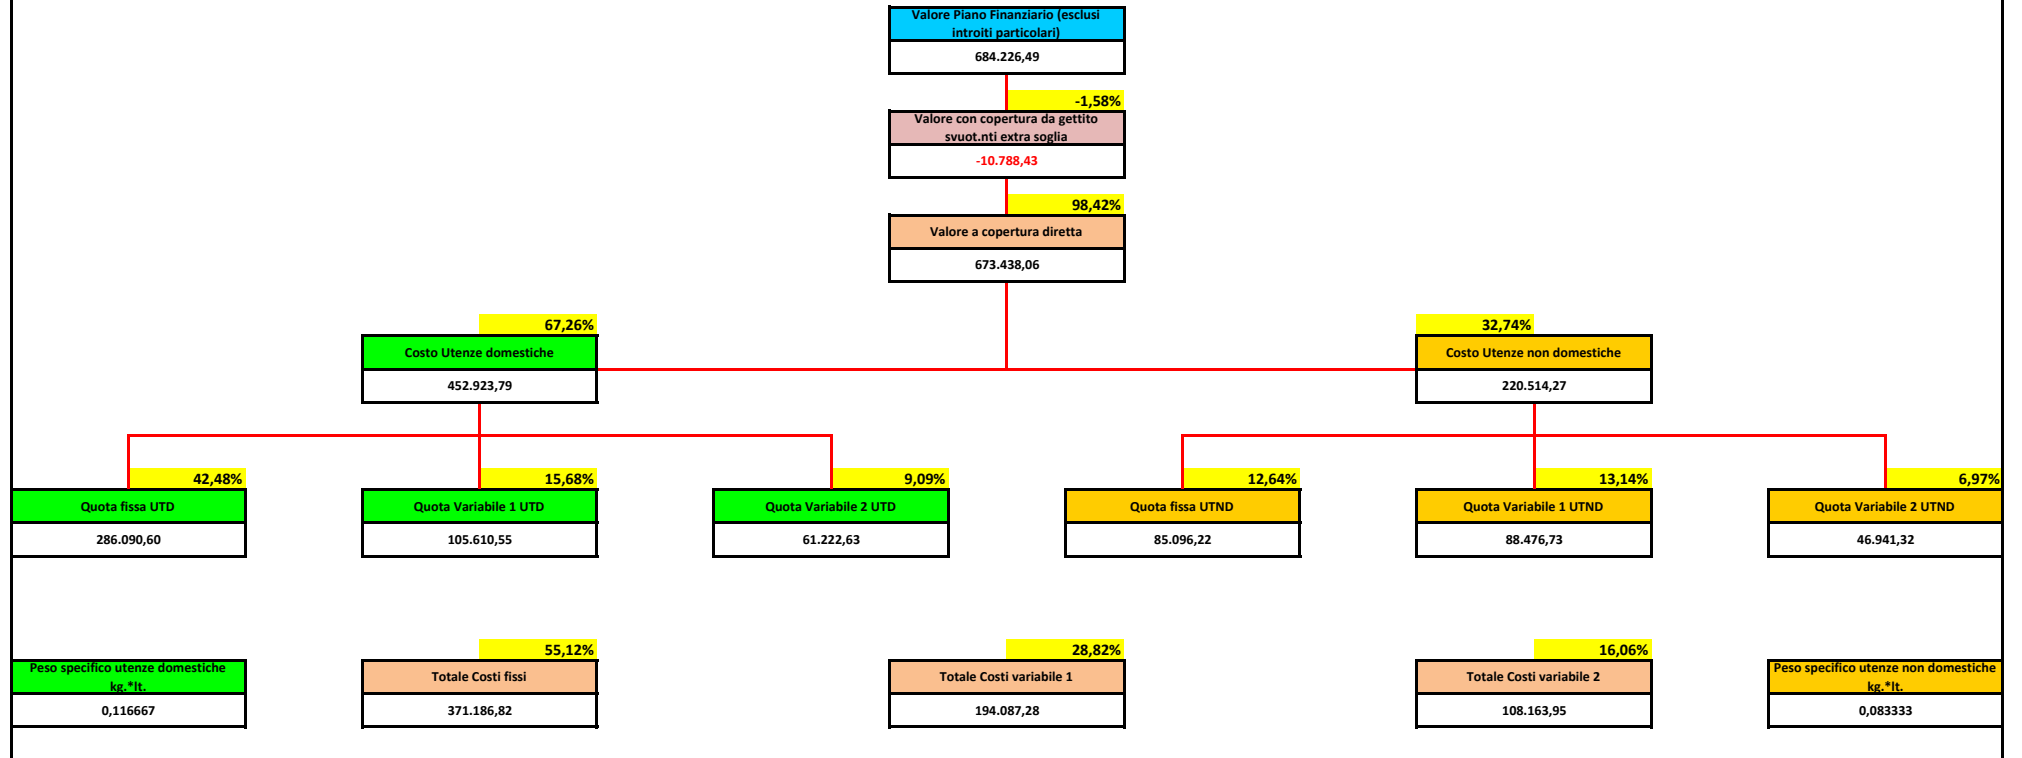 Valore Piano Finanziario (esclusi
introiti particolari)
684.226,49
-1,58%
Valore con copertura da gettito
svuot.nti extra soglia
-10.788,43
98,42%
Valore a copertura diretta
673.438,06
67,26%
32,74%
Costo Utenze domestiche
Costo Utenze non domestiche
452.923,79
220.514,27
42,48%
15,68%
9,09%
12,64%
13,14%
6,97%
Quota fissa UTD
Quota Variabile 1 UTD
Quota Variabile 2 UTD
Quota fissa UTND
Quota Variabile 1 UTND
Quota Variabile 2 UTND
286.090,60
105.610,55
61.222,63
85.096,22
88.476,73
46.941,32
55,12%
28,82%
16,06%
Peso specifico utenze domestiche
kg.*lt.
Totale Costi fissi
Totale Costi variabile 1
Totale Costi variabile 2
Peso specifico utenze non domestiche
kg.*lt.
0,116667
371.186,82
194.087,28
108.163,95
0,083333